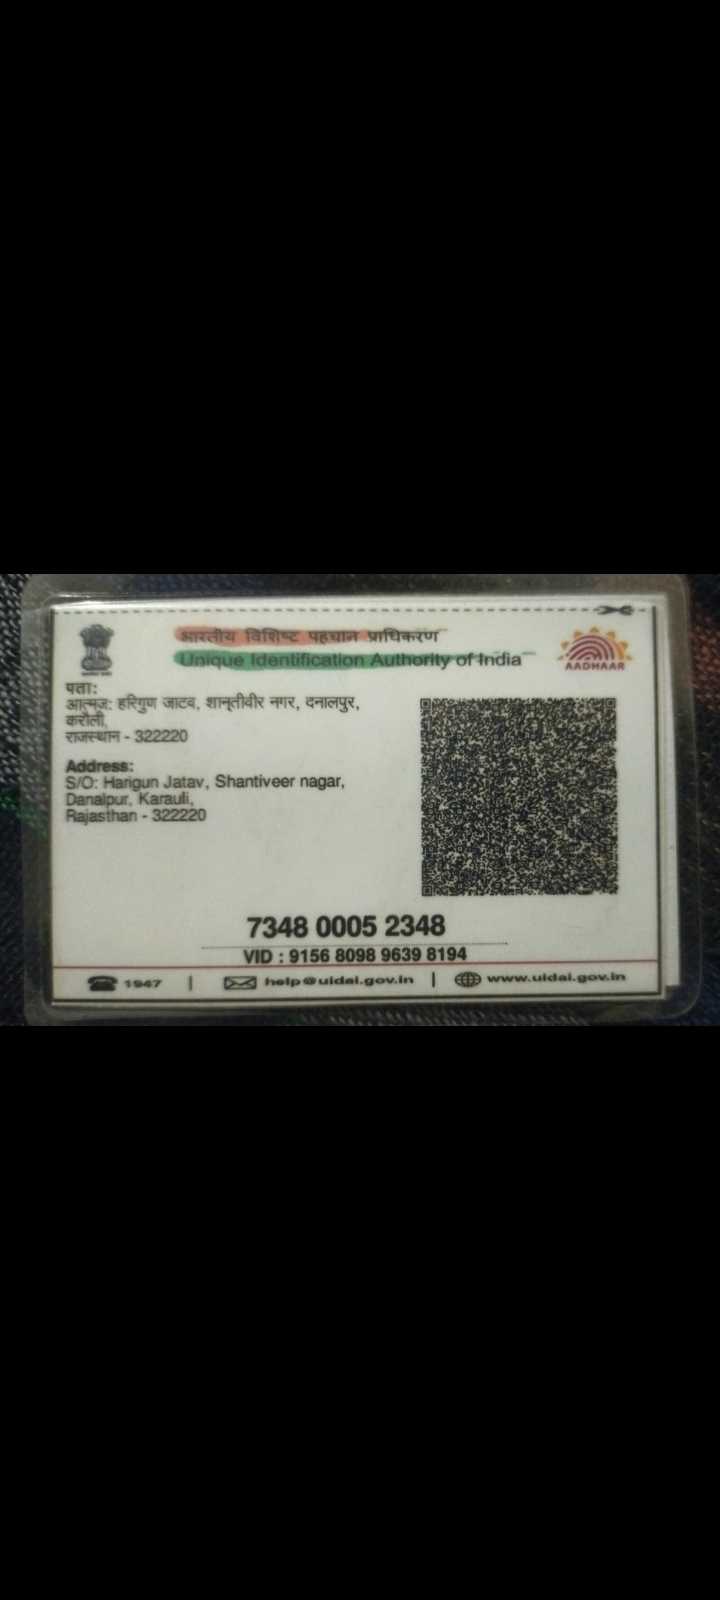 भारतीय विशिष्ट पहचान प्राधिकरण
Unique Identification Authority of India
AADHAAR
पता:
आत्मज: हरिगुण जाटव, शान्तीवीर नगर, दनालपुर,
करौली,
राजस्थान - 322220
Address:
S/O: Harigun Jatav, Shantiveer nagar,
Danalpur, Karauli,
Rajasthan - 322220
7348 0005 2348
VID : 9156 8098 9639 8194
1947 | help@uidai.gov.in | www.uidai.gov.in